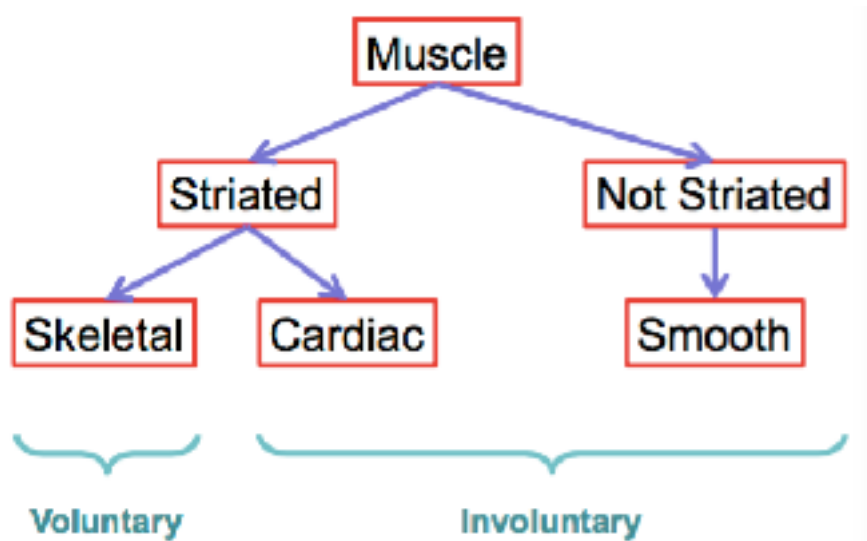 Muscle
Striated
Not Striated
Skeletal
Cardiac
Smooth
Voluntary
Involuntary